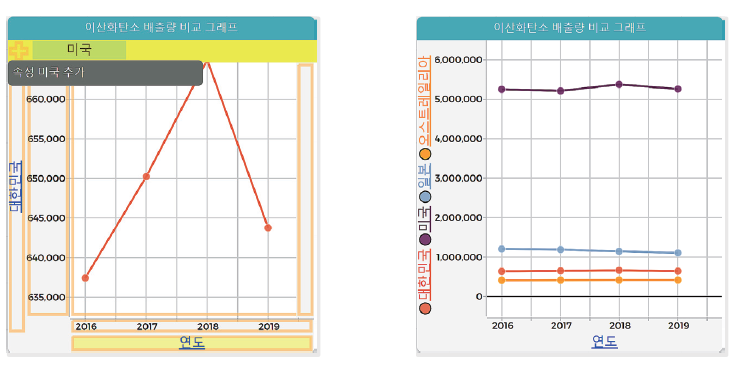 이산화탄소 배출량 비교 그래프
미국
속성 미국 추가
660,000
655,000
650,000
645,000
640,000
635,000
대한민국
2016 2017 2018 2019
연도
이산화탄소 배출량 비교 그래프
6,000,000
5,000,000
4,000,000
3,000,000
2,000,000
1,000,000
0
대한민국 미국 일본 오스트레일리아
2016 2017 2018 2019
연도